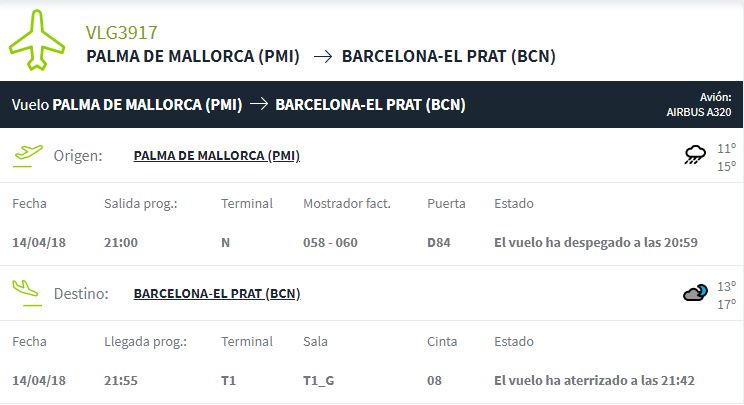 VLG3917
PALMA DE MALLORCA (PMI) → BARCELONA-EL PRAT (BCN)
Vuelo PALMA DE MALLORCA (PMI) → BARCELONA-EL PRAT (BCN)
Avión:
AIRBUS A320
Origen: PALMA DE MALLORCA (PMI)
11º
15º
Fecha Salida prog.: Terminal Mostrador fact. Puerta Estado
14/04/18 21:00 N 058 - 060 D84 El vuelo ha despegado a las 20:59
Destino: BARCELONA-EL PRAT (BCN)
13º
17º
Fecha Llegada prog.: Terminal Sala Cinta Estado
14/04/18 21:55 T1 T1_G 08 El vuelo ha aterrizado a las 21:42